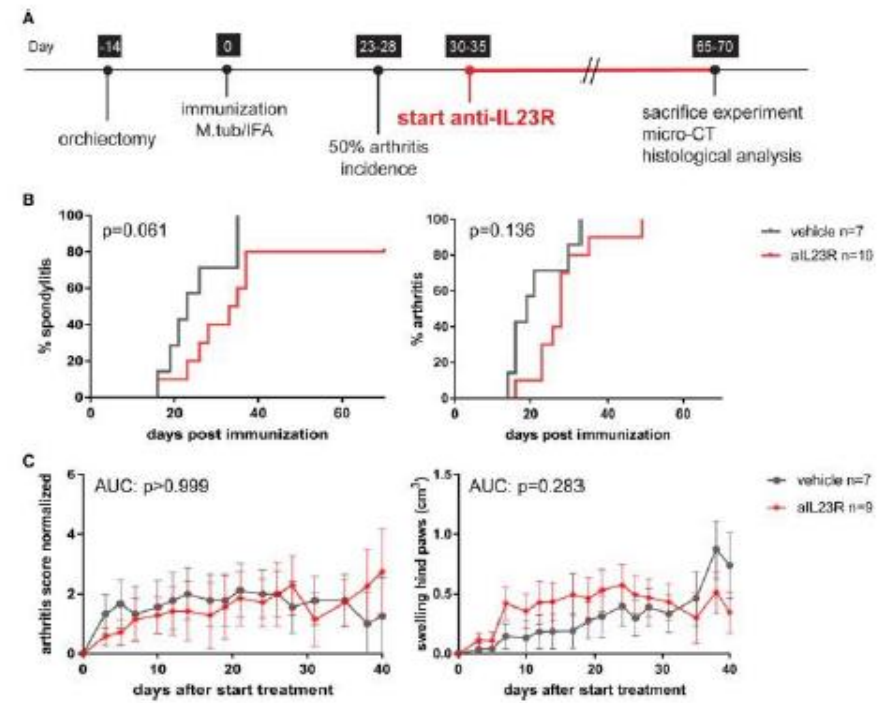 A
Day -14 0 23-28 30-35 65-70
orchiectomy
immunization
M.tub/IFA
50% arthritis
incidence
start anti-IL23R
sacrifice experiment
micro-CT
histological analysis
B
p=0.061
% spondylitis
100
80
60
40
20
0
0 20 40 60
days post immunization
p=0.136
% arthritis
100
80
60
40
20
0
0 20 40 60
days post immunization
vehicle n=7
aIL23R n=10
C
AUC: p>0.999
arthritis score normalized
6
4
2
0
0 10 20 30 40
days after start treatment
AUC: p=0.283
swelling hind paws (cm³)
1.5
1.0
0.5
0.0
0 10 20 30 40
days after start treatment
vehicle n=7
aIL23R n=9